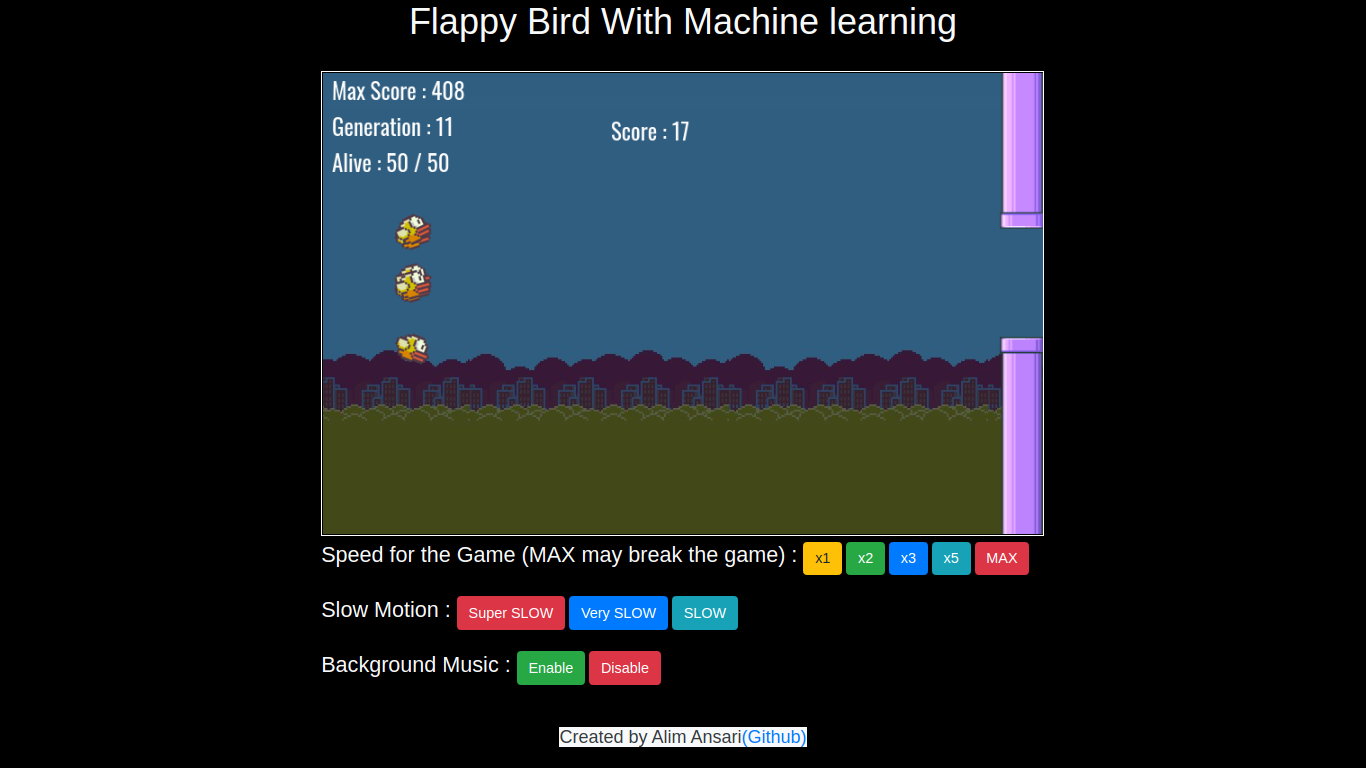 Flappy Bird With Machine learning
Max Score : 408
Generation : 11
Score : 17
Alive : 50 / 50
Speed for the Game (MAX may break the game) : x1 x2 x3 x5 MAX
Slow Motion : Super SLOW Very SLOW SLOW
Background Music : Enable Disable
Created by Alim Ansari(Github)